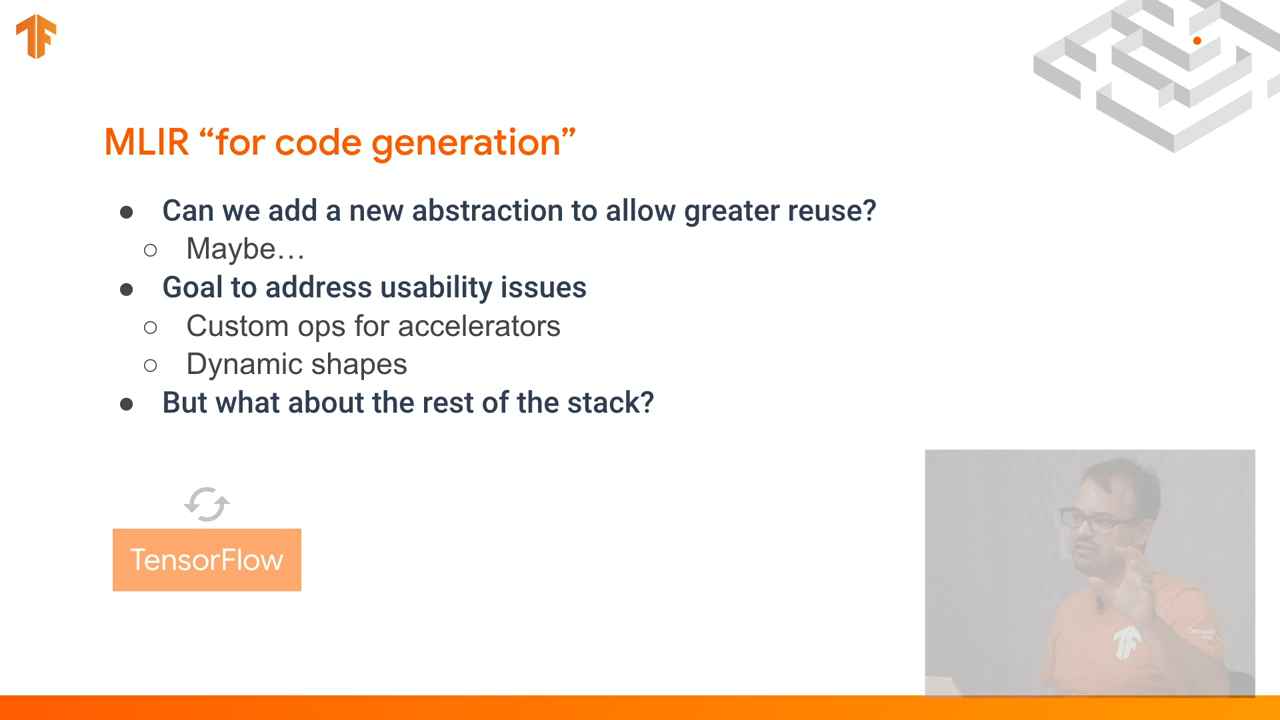 MLIR “for code generation”
● Can we add a new abstraction to allow greater reuse?
○ Maybe…
● Goal to address usability issues
○ Custom ops for accelerators
○ Dynamic shapes
● But what about the rest of the stack?
TensorFlow